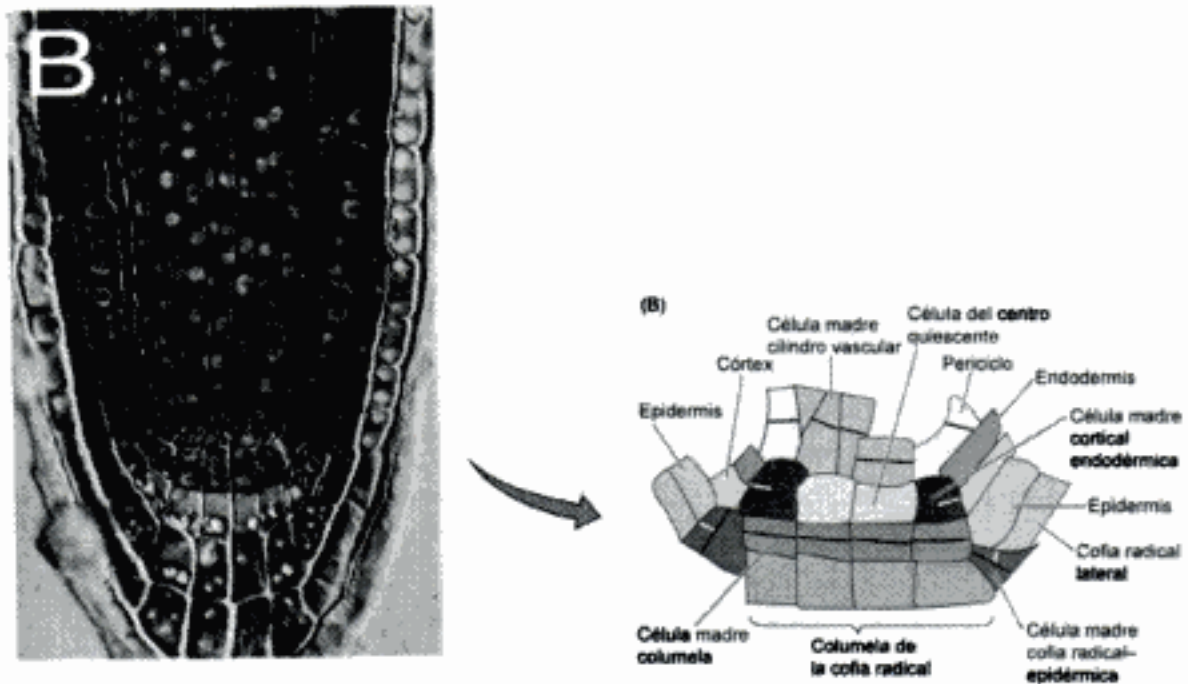 B
(B)
Célula madre
cilindro vascular
Célula del centro
quiescente
Córtex
Periciclo
Epidermis
Endodermis
Célula madre
cortical
endodérmica
Epidermis
Cofia radical
lateral
Célula madre
columela
Columela de
la cofia radical
Célula madre
cofia radical–
epidérmica